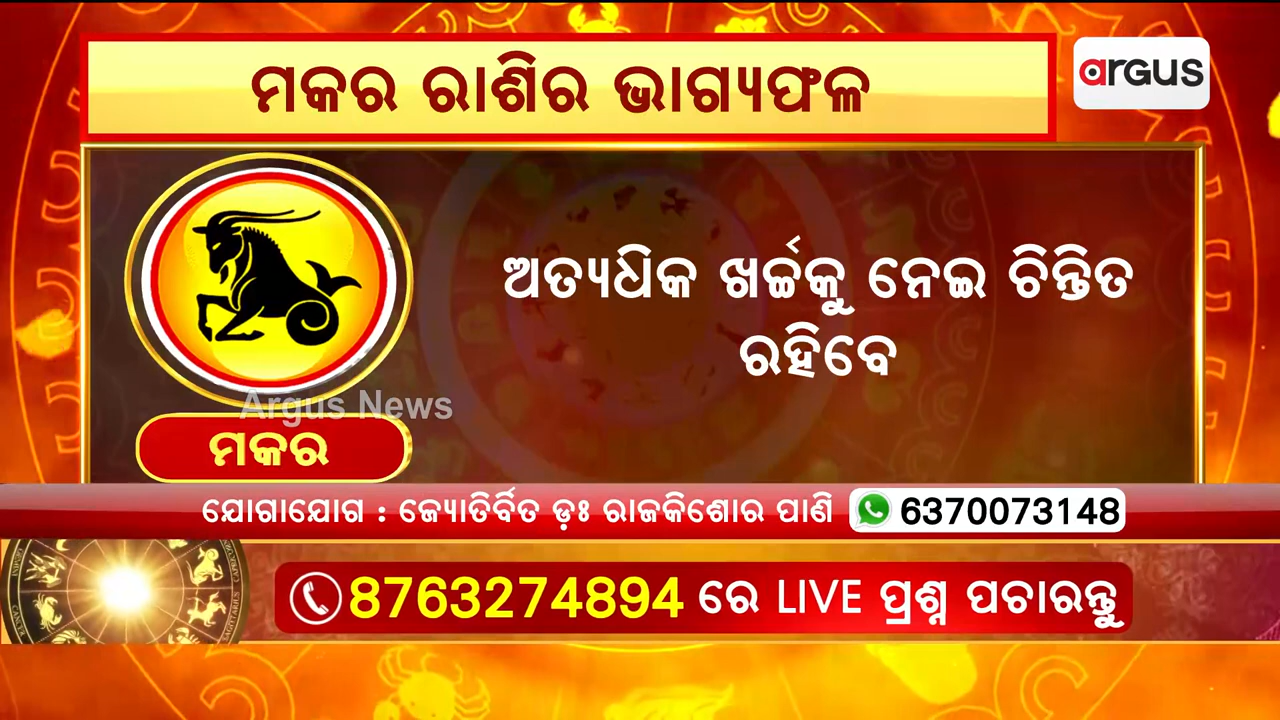 ମକର ରାଶିର ଭାଗ୍ୟଫଳ
argus
ଅତ୍ୟଧିକ ଖର୍ଚ୍ଚକୁ ନେଇ ଚିନ୍ତିତ
ରହିବେ
Argus News
ମକର
ଯୋଗାଯୋଗ : ଜ୍ୟୋତିର୍ବିତ ଡ଼ଃ ରାଜକିଶୋର ପାଣି 6370073148
8763274894 ରେ LIVE ପ୍ରଶ୍ନ ପଚାରନ୍ତୁ